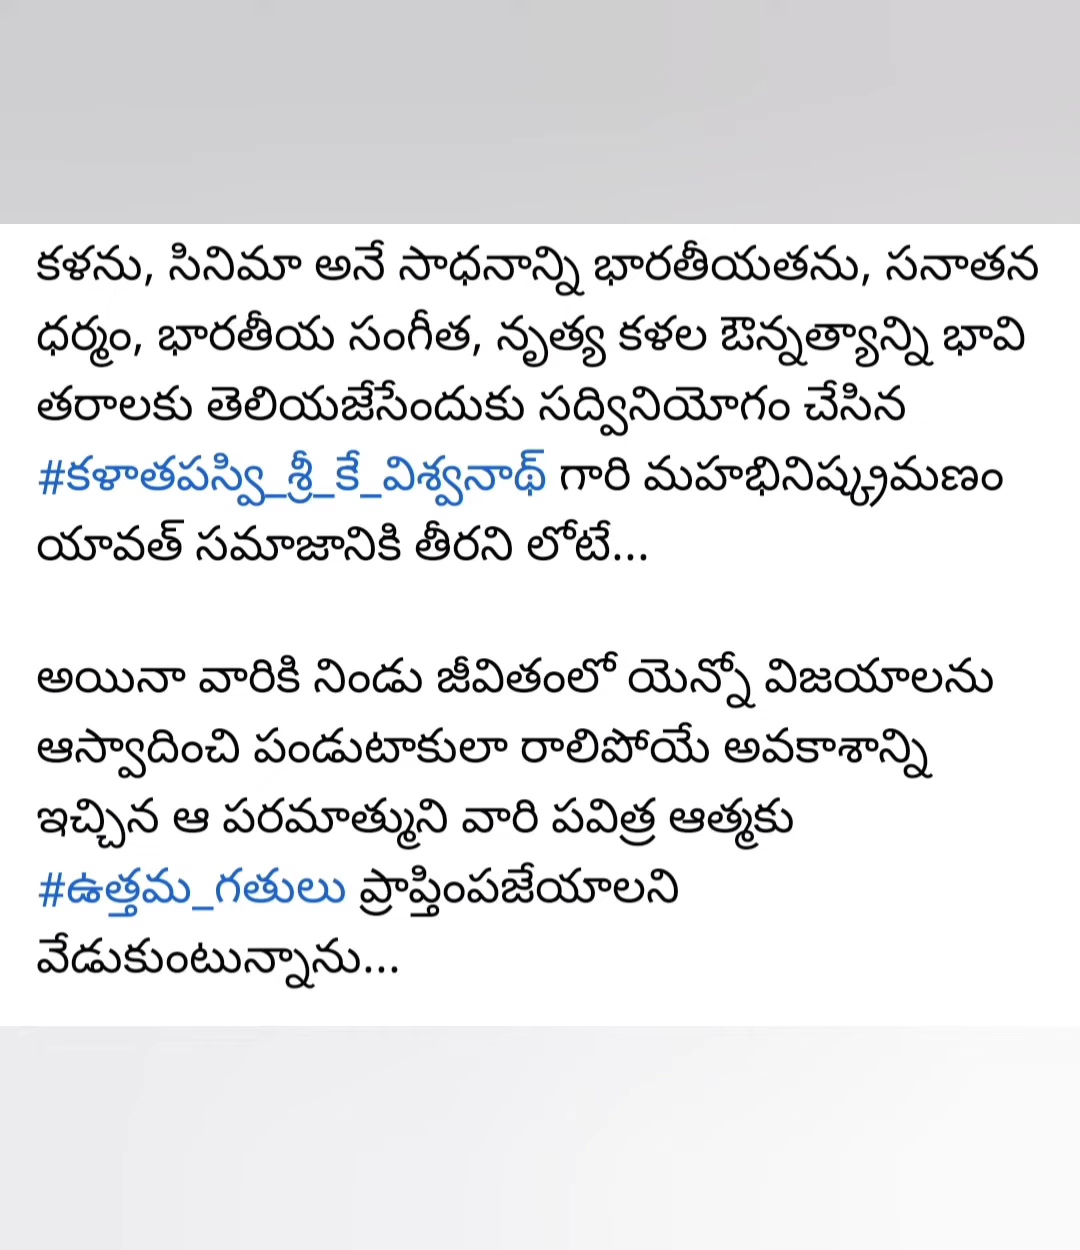 కళను, సినిమా అనే సాధనాన్ని భారతీయతను, సనాతన
ధర్మం, భారతీయ సంగీత, నృత్య కళల ఔన్నత్యాన్ని భావి
తరాలకు తెలియజేసేందుకు సద్వినియోగం చేసిన
#కళాతపస్వి_శ్రీ_కే_విశ్వనాథ్ గారి మహభినిష్క్రమణం
యావత్ సమాజానికి తీరని లోటే...
అయినా వారికి నిండు జీవితంలో యెన్నో విజయాలను
ఆస్వాదించి పండుటాకులా రాలిపోయే అవకాశాన్ని
ఇచ్చిన ఆ పరమాత్ముని వారి పవిత్ర ఆత్మకు
#ఉత్తమ_గతులు ప్రాప్తింపజేయాలని
వేడుకుంటున్నాను...